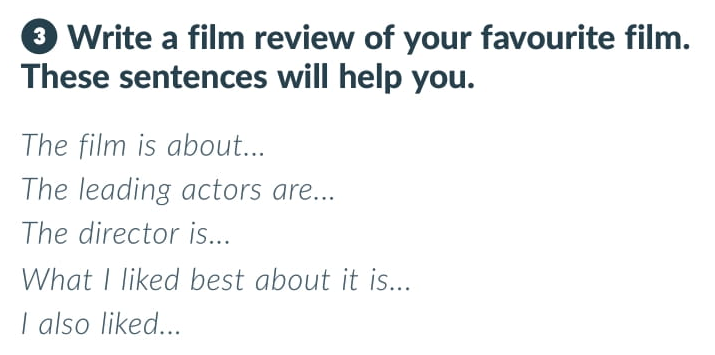 3 Write a film review of your favourite film.
These sentences will help you.
The film is about...
The leading actors are...
The director is...
What I liked best about it is...
I also liked...